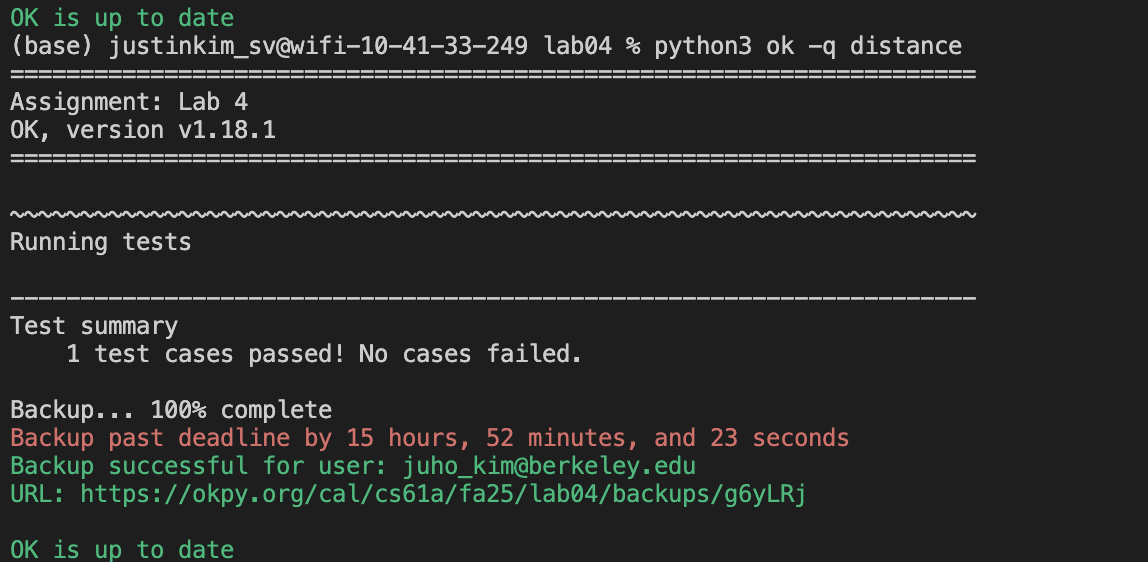 OK is up to date
(base) justinkim_sv@wifi-10-41-33-249 lab04 % python3 ok -q distance
=====================================================================
Assignment: Lab 4
OK, version v1.18.1
=====================================================================
~~~~~~~~~~~~~~~~~~~~~~~~~~~~~~~~~~~~~~~~~~~~~~~~~~~~~~~~~~~~~~~~~~~~~
Running tests
---------------------------------------------------------------------
Test summary
    1 test cases passed! No cases failed.
Backup... 100% complete
Backup past deadline by 15 hours, 52 minutes, and 23 seconds
Backup successful for user: juho_kim@berkeley.edu
URL: https://okpy.org/cal/cs61a/fa25/lab04/backups/g6yLRj
OK is up to date